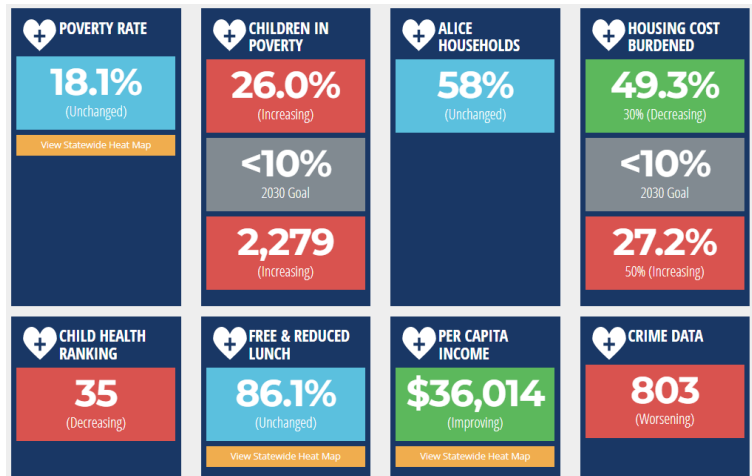 POVERTY RATE
18.1%
(Unchanged)
View Statewide Heat Map
CHILDREN IN
POVERTY
26.0%
(Increasing)
<10%
2030 Goal
2,279
(Increasing)
ALICE
HOUSEHOLDS
58%
(Unchanged)
HOUSING COST
BURDENED
49.3%
30% (Decreasing)
<10%
2030 Goal
27.2%
50% (Increasing)
CHILD HEALTH
RANKING
35
(Decreasing)
FREE & REDUCED
LUNCH
86.1%
(Unchanged)
View Statewide Heat Map
PER CAPITA
INCOME
$36,014
(Improving)
View Statewide Heat Map
CRIME DATA
803
(Worsening)